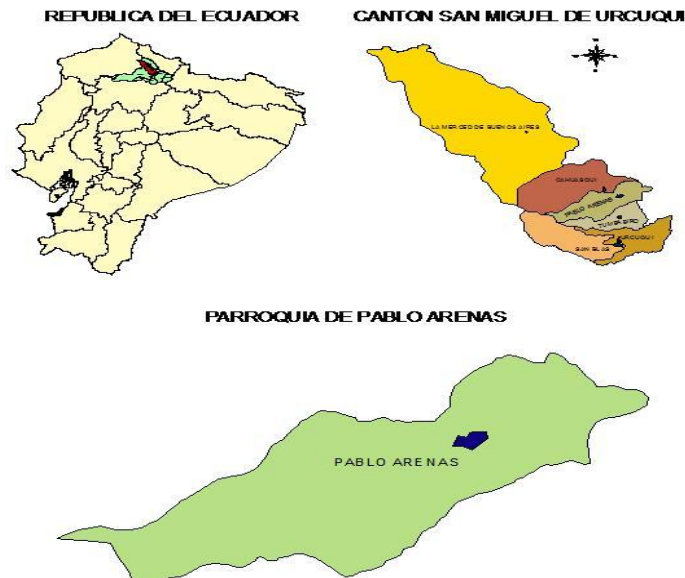 REPUBLICA DEL ECUADOR
CANTON SAN MIGUEL DE URCUQUI
LA MERCED DE BUENOS AIRES
CAHUASQUI
PABLO ARENAS
TUMBABIRO
URCUQUI
SAN BLAS
PARROQUIA DE PABLO ARENAS
PABLO ARENAS